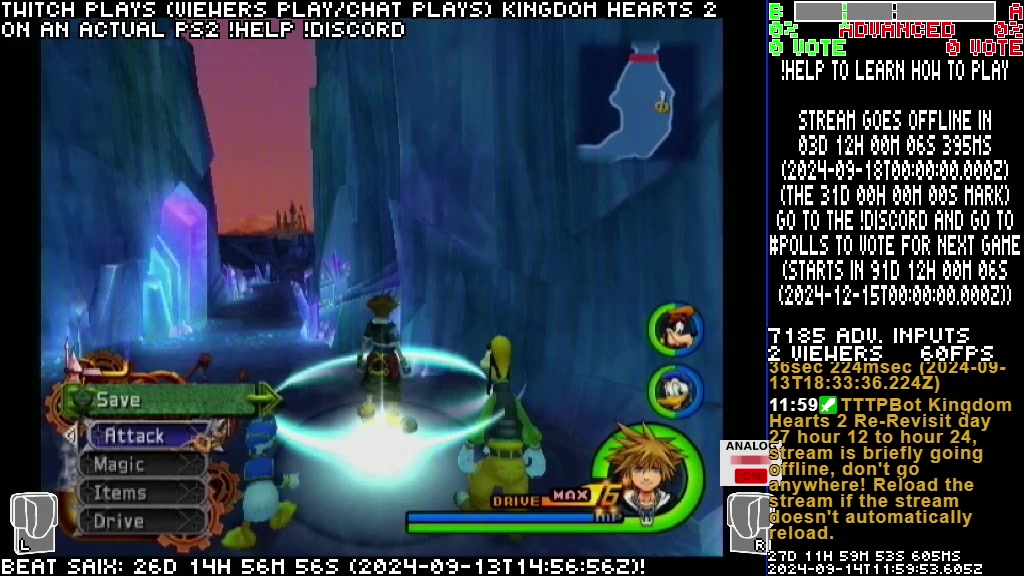 TWITCH PLAYS (VIEWERS PLAY/CHAT PLAYS) KINGDOM HEARTS 2
ON AN ACTUAL PS2 !HELP !DISCORD
B A
0% ADVANCED 0%
0 VOTE 0 VOTE
!HELP TO LEARN HOW TO PLAY
STREAM GOES OFFLINE IN
03D 12H 00M 06S 395MS
(2024-09-18T00:00:00.000Z)
(THE 31D 00H 00M 00S MARK)
GO TO THE !DISCORD AND GO TO
#POLLS TO VOTE FOR NEXT GAME
(STARTS IN 91D 12H 00M 06S
(2024-12-15T00:00:00.000Z))
7185 ADV. INPUTS
2 VIEWERS 60FPS
36sec 224msec (2024-09-
13T18:33:36.224Z)
11:59 TTTPBot Kingdom
Hearts 2 Re-Revisit day
27 hour 12 to hour 24,
stream is briefly going
offline, don't go
anywhere! Reload the
stream if the stream
doesn't automatically
reload.
27D 11H 59M 53S 605MS
2024-09-14T11:59:53.605Z
Save
Attack
Magic
Items
Drive
DRIVE MAX 6
MP
ANALOG
ON
L
R
BEAT SAIX: 26D 14H 56M 56S (2024-09-13T14:56:56Z)!